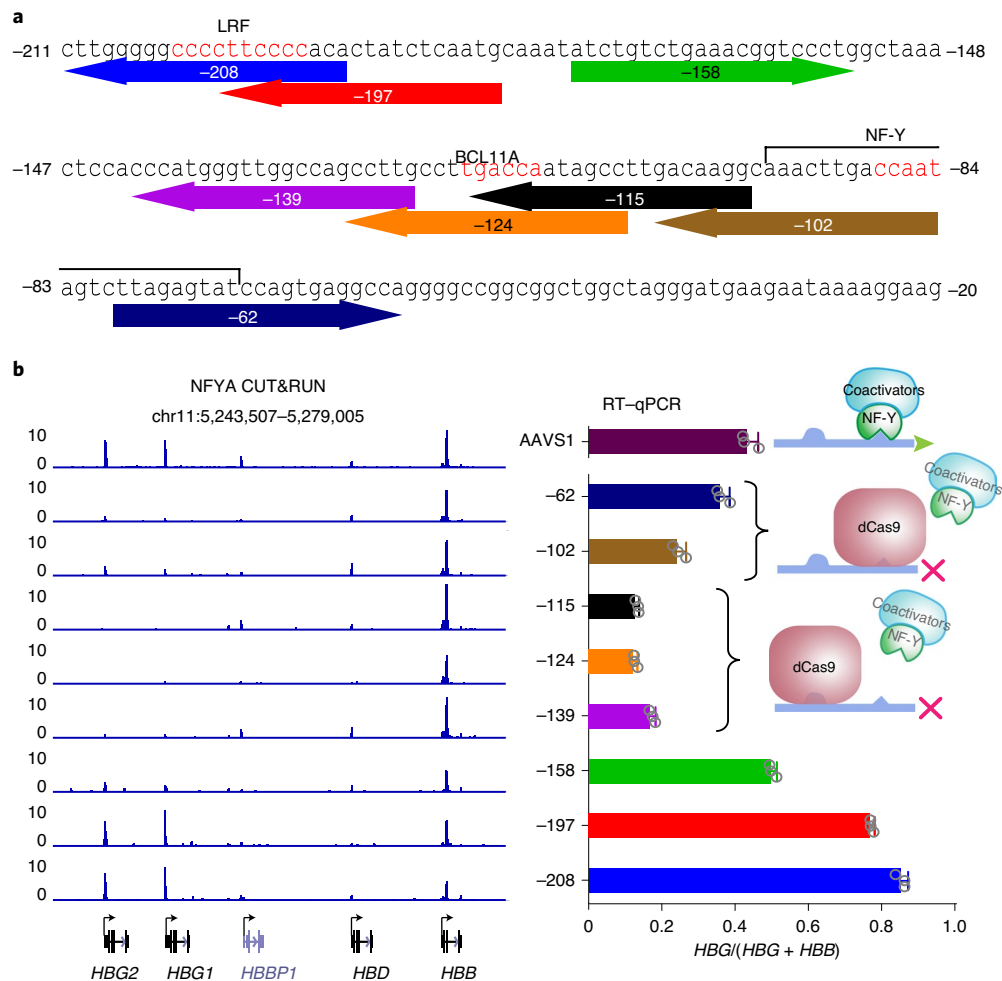 a
LRF
−211 cttgggggccccttccccacactatctcaatgcaaatatctgtctgaaacggtccctggctaaa −148
−208
−158
−197
NF-Y
BCL11A
−147 ctccacccatgggttggccagccttgccttgaccaatagccttgacaaggcaaacttgaccaat −84
−139
−115
−124
−102
−83 agtcttagagtatccagtgaggccaggggccggcggctggctagggatgaagaataaaaggaag −20
−62
b
NFYA CUT&RUN
chr11:5,243,507–5,279,005
10
0
10
0
10
0
10
0
10
0
10
0
10
0
10
0
10
0
HBG2
HBG1
HBBP1
HBD
HBB
RT–qPCR
AAVS1
−62
−102
−115
−124
−139
−158
−197
−208
0
0.2
0.4
0.6
0.8
1.0
HBG/(HBG + HBB)
Coactivators
NF-Y
Coactivators
NF-Y
dCas9
Coactivators
NF-Y
dCas9